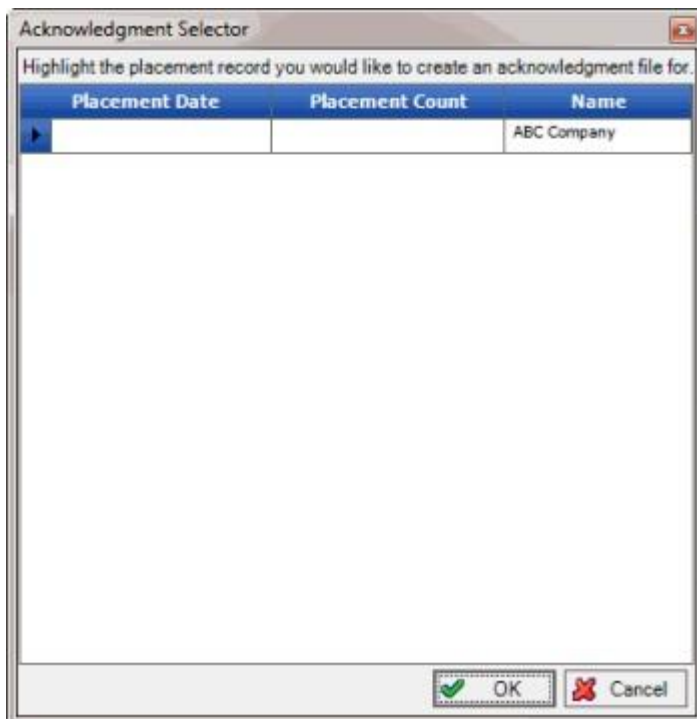 Acknowledgment Selector
Highlight the placement record you would like to create an acknowledgment file for.
Placement Date Placement Count Name
ABC Company
OK Cancel